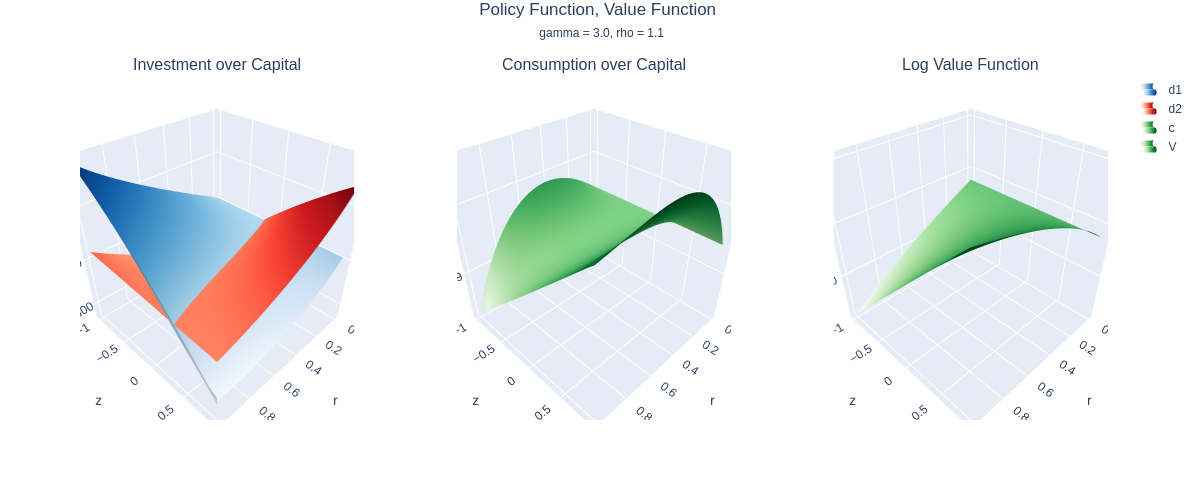 Policy Function, Value Function
gamma = 3.0, rho = 1.1
Investment over Capital
Consumption over Capital
Log Value Function
d1
d2
c
V
−1
−0.5
0
0.5
z
0
0.2
0.4
0.6
0.8
r
−1
−0.5
0
0.5
z
0
0.2
0.4
0.6
0.8
r
−1
−0.5
0
0.5
z
0
0.2
0.4
0.6
0.8
r